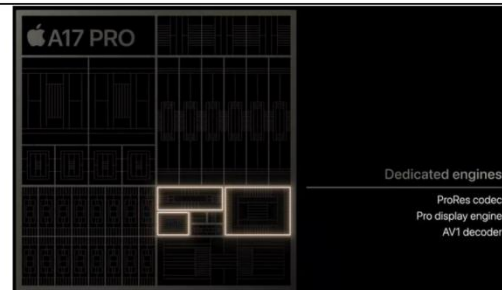 A17 PRO
Dedicated engines
ProRes codec
Pro display engine
AV1 decoder